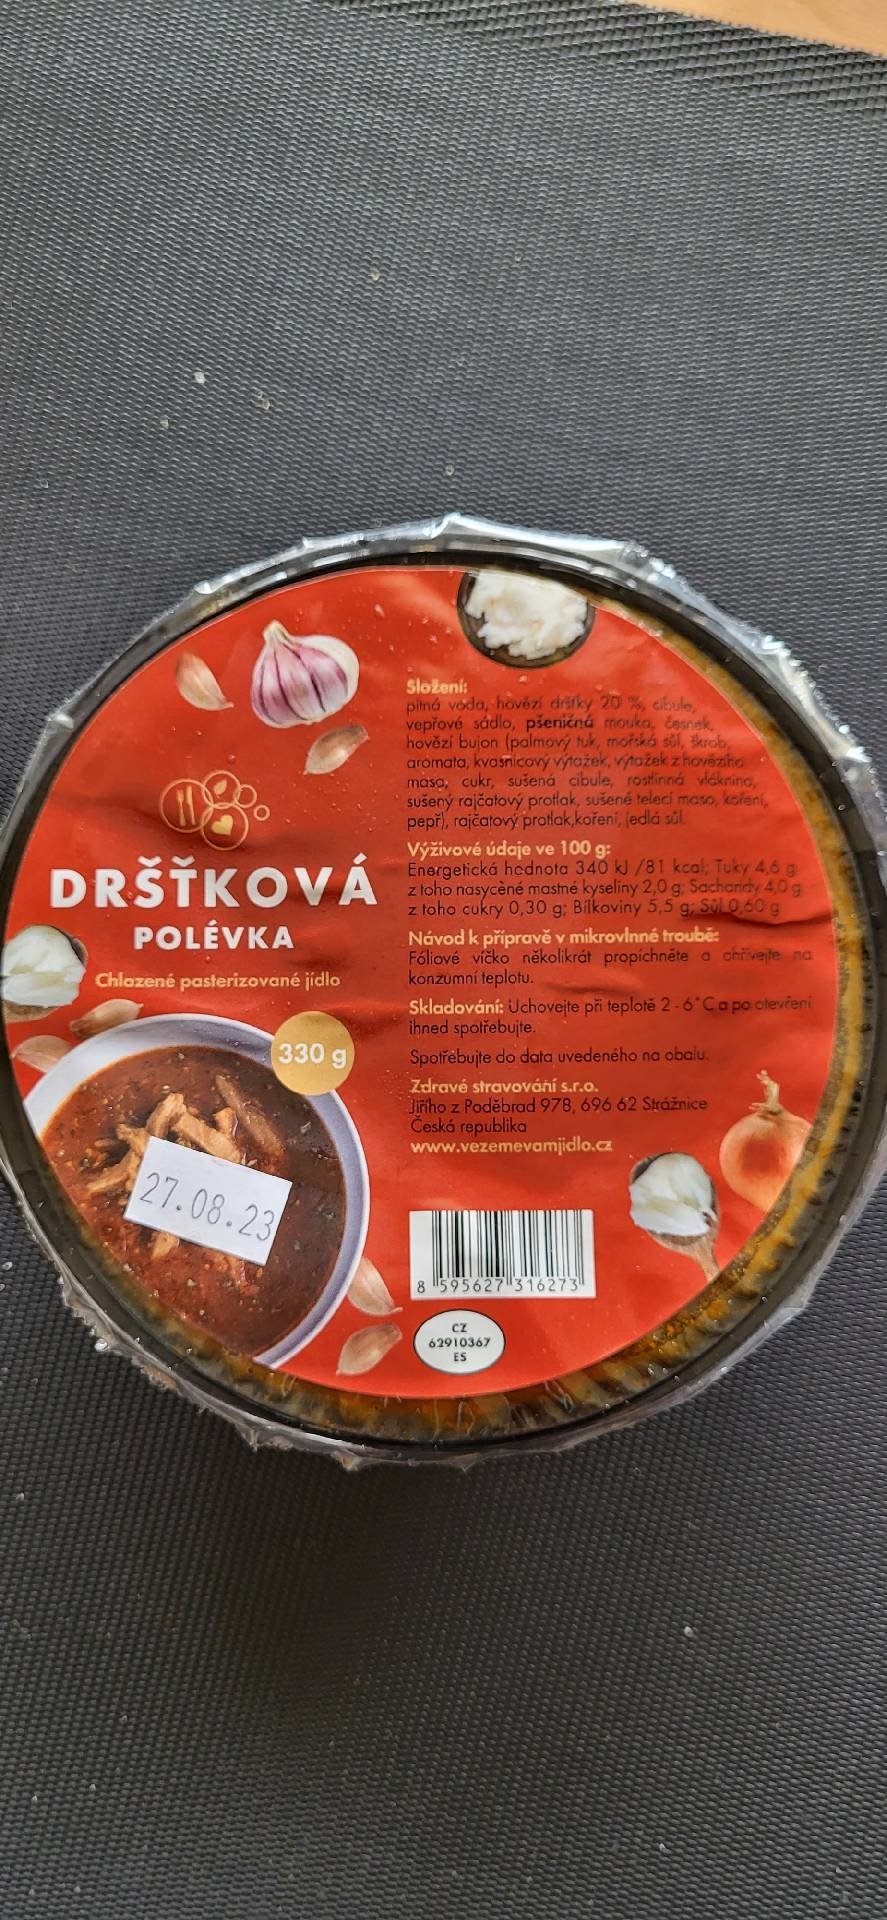 DRŠŤKOVÁ
POLÉVKA
Chlazené pasterizované jídlo
330 g
27.08.23
Složení:
pitná voda, hovězí dršťky 20 %, cibule,
vepřové sádlo, pšeničná mouka, česnek,
hovězí bujon (palmový tuk, mořská sůl, škrob,
aromata, kvasnicový výtažek, výtažek z hovězího
masa, cukr, sušená cibule, rostlinná vláknina,
sušený rajčatový protlak, sušené telecí maso, koření,
pepř), rajčatový protlak,koření, jedlá sůl.
Výživové údaje ve 100 g:
Energetická hodnota 340 kJ /81 kcal; Tuky 4,6 g
z toho nasycéné mastné kyseliny 2,0 g; Sacharidy 4,0 g
z toho cukry 0,30 g; Bílkoviny 5,5 g; Sůl 0,60 g
Návod k přípravě v mikrovlnné troubě:
Fóliové víčko několikrát propíchněte a ohřívejte na
konzumní teplotu.
Skladování: Uchovejte při teplotě 2 - 6°C a po otevření
ihned spotřebujte.
Spotřebujte do data uvedeného na obalu.
Zdravé stravování s.r.o.
Jiřího z Poděbrad 978, 696 62 Strážnice
Česká republika
www.vezemevamjidlo.cz
8 595627 316273
CZ
62910367
ES